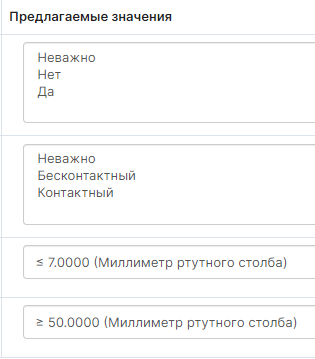 Предлагаемые значения
Неважно
Нет
Да
Неважно
Бесконтактный
Контактный
≤ 7.0000 (Миллиметр ртутного столба)
≥ 50.0000 (Миллиметр ртутного столба)